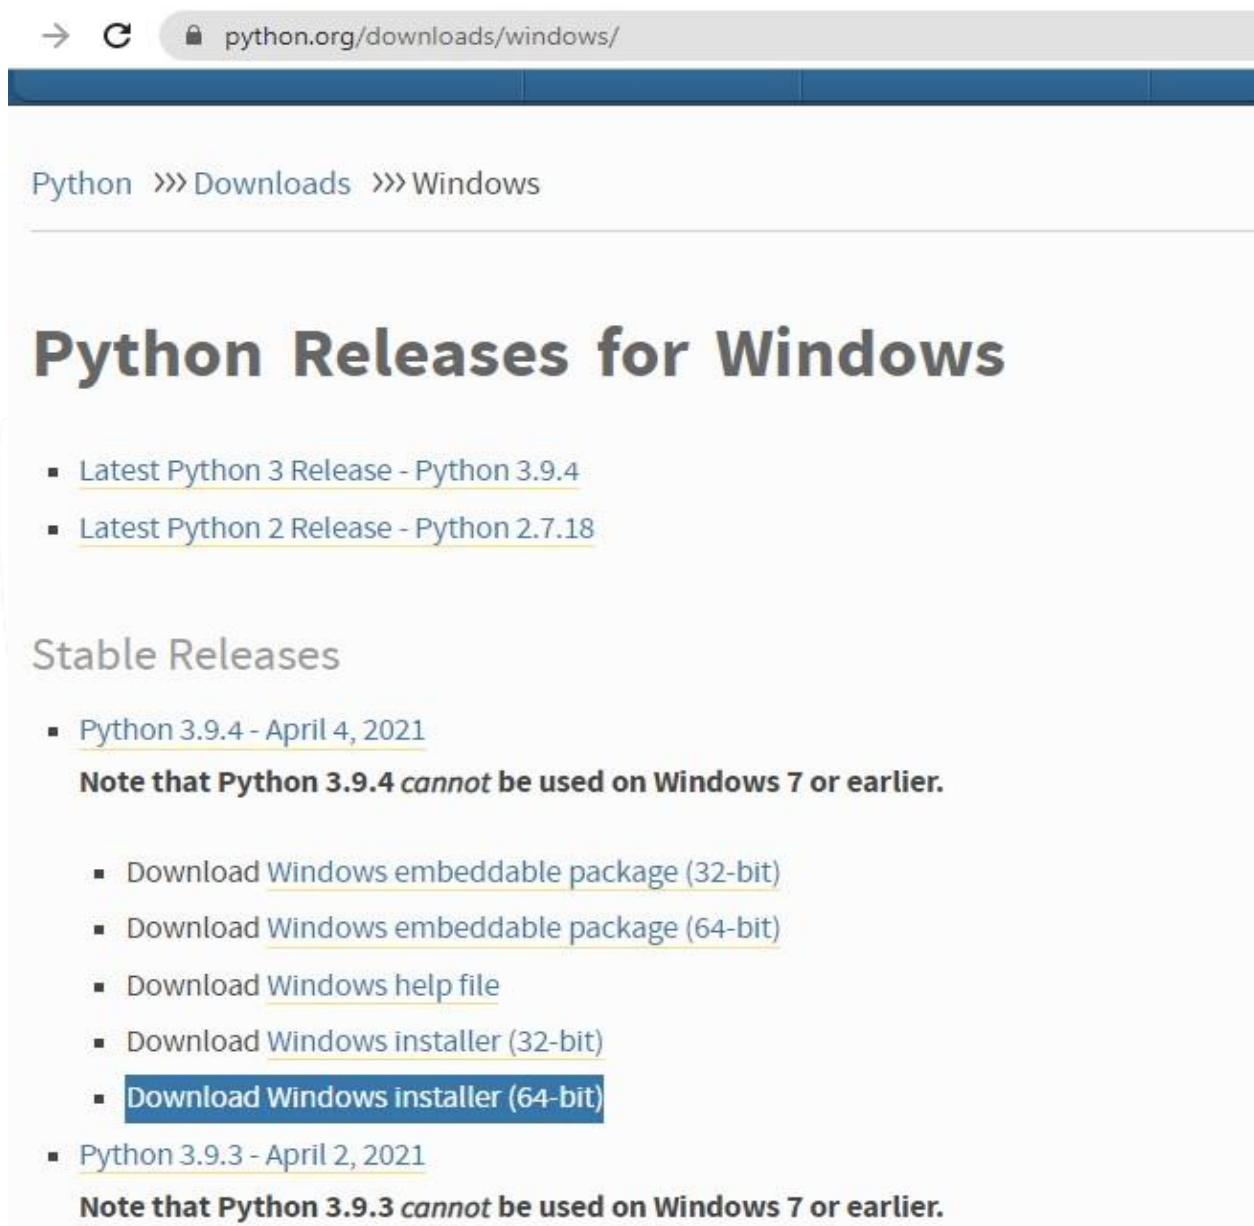 python.org/downloads/windows/
Python >>> Downloads >>> Windows
Python Releases for Windows
Latest Python 3 Release - Python 3.9.4
Latest Python 2 Release - Python 2.7.18
Stable Releases
Python 3.9.4 - April 4, 2021
Note that Python 3.9.4 cannot be used on Windows 7 or earlier.
Download Windows embeddable package (32-bit)
Download Windows embeddable package (64-bit)
Download Windows help file
Download Windows installer (32-bit)
Download Windows installer (64-bit)
Python 3.9.3 - April 2, 2021
Note that Python 3.9.3 cannot be used on Windows 7 or earlier.